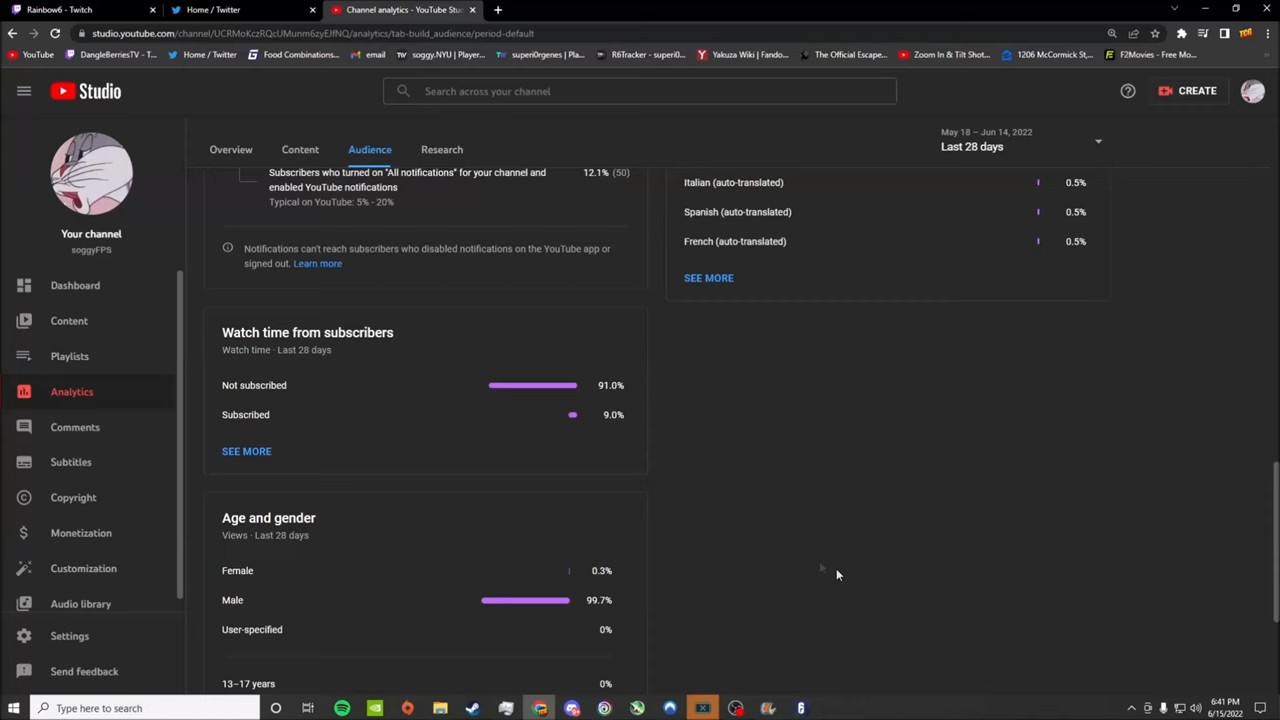 Rainbow6 - Twitch
Home / Twitter
Channel analytics - YouTube Stu
studio.youtube.com/channel/UCRMoKczRQcUMunm6zyEJfNQ/analytics/tab-build_audience/period-default
YouTube
DangleBerriesTV - T...
Home / Twitter
Food Combinations...
email
soggy.NYU | Player...
superi0rgenes | Pla...
R6Tracker - superi0...
Yakuza Wiki | Fando...
The Official Escape...
Zoom In & Tilt Shot...
1206 McCormick St,...
F2Movies - Free Mo...
Studio
Search across your channel
CREATE
Overview
Content
Audience
Research
May 18 – Jun 14, 2022
Last 28 days
Your channel
soggyFPS
Dashboard
Content
Playlists
Analytics
Comments
Subtitles
Copyright
Monetization
Customization
Audio library
Settings
Send feedback
Subscribers who turned on "All notifications" for your channel and 12.1% (50)
enabled YouTube notifications
Typical on YouTube: 5% - 20%
Notifications can't reach subscribers who disabled notifications on the YouTube app or
signed out. Learn more
Italian (auto-translated) 0.5%
Spanish (auto-translated) 0.5%
French (auto-translated) 0.5%
SEE MORE
Watch time from subscribers
Watch time · Last 28 days
Not subscribed 91.0%
Subscribed 9.0%
SEE MORE
Age and gender
Views · Last 28 days
Female 0.3%
Male 99.7%
User-specified 0%
13–17 years 0%
Type here to search
6:41 PM
6/15/2022